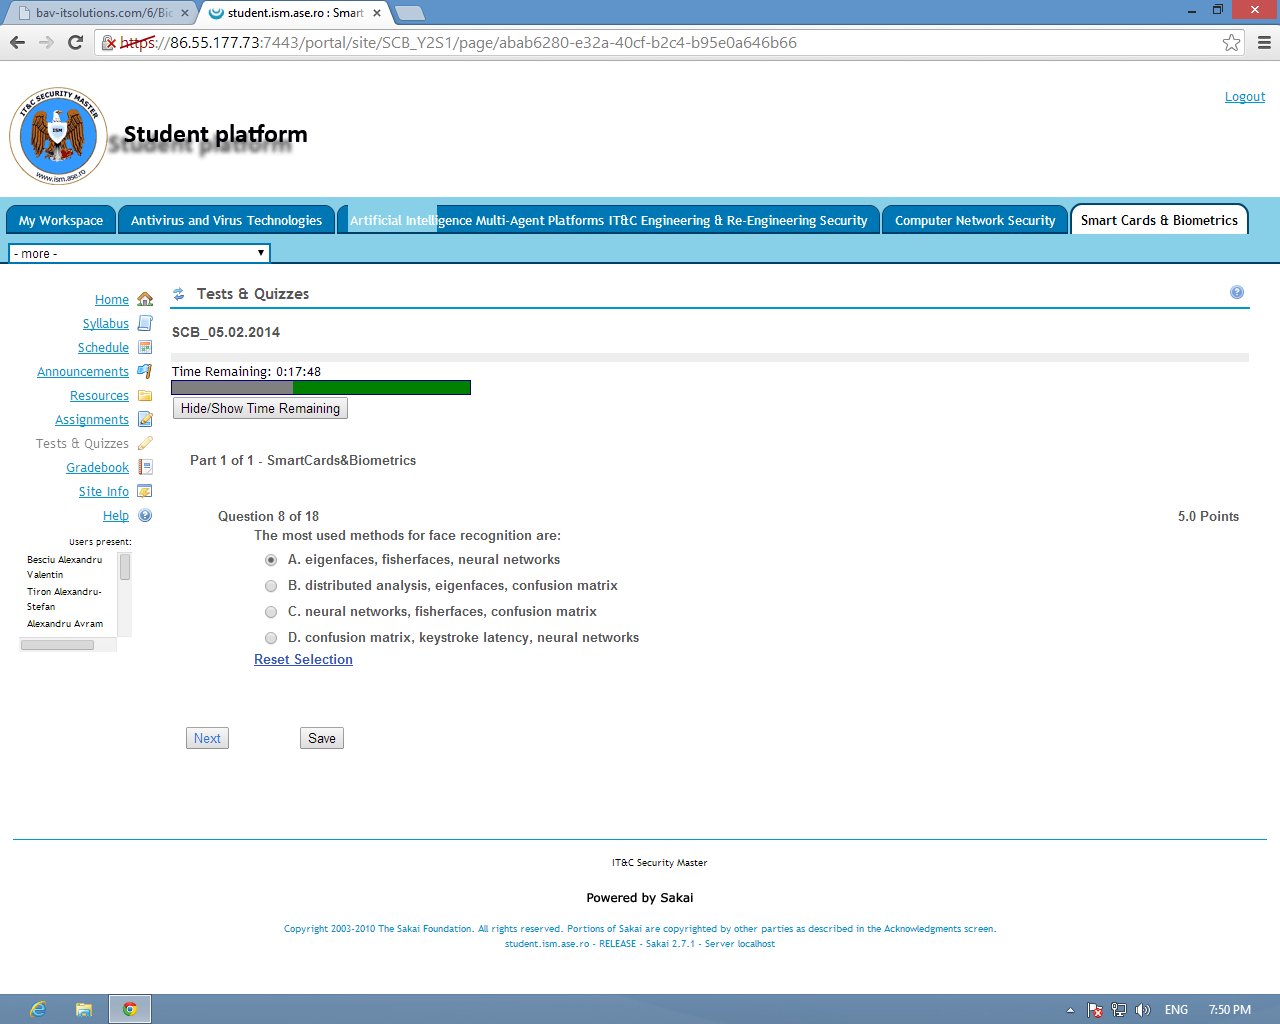 bav-itsolutions.com/6/Bio
student.ism.ase.ro : Smart
https://86.55.177.73:7443/portal/site/SCB_Y2S1/page/abab6280-e32a-40cf-b2c4-b95e0a646b66
IT&C SECURITY MASTER
ISM
www.ism.ase.ro
Student platform
Logout
My Workspace
Antivirus and Virus Technologies
Artificial Intelligence Multi-Agent Platforms IT&C Engineering & Re-Engineering Security
Computer Network Security
Smart Cards & Biometrics
- more -
Home
Syllabus
Schedule
Announcements
Resources
Assignments
Tests & Quizzes
Gradebook
Site Info
Help
Users present:
Besciu Alexandru
Valentin
Tiron Alexandru-
Stefan
Alexandru Avram
Tests & Quizzes
SCB_05.02.2014
Time Remaining: 0:17:48
Hide/Show Time Remaining
Part 1 of 1 - SmartCards&Biometrics
Question 8 of 18
5.0 Points
The most used methods for face recognition are:
A. eigenfaces, fisherfaces, neural networks
B. distributed analysis, eigenfaces, confusion matrix
C. neural networks, fisherfaces, confusion matrix
D. confusion matrix, keystroke latency, neural networks
Reset Selection
Next
Save
IT&C Security Master
Powered by Sakai
Copyright 2003-2010 The Sakai Foundation. All rights reserved. Portions of Sakai are copyrighted by other parties as described in the Acknowledgments screen.
student.ism.ase.ro - RELEASE - Sakai 2.7.1 - Server localhost
ENG
7:50 PM